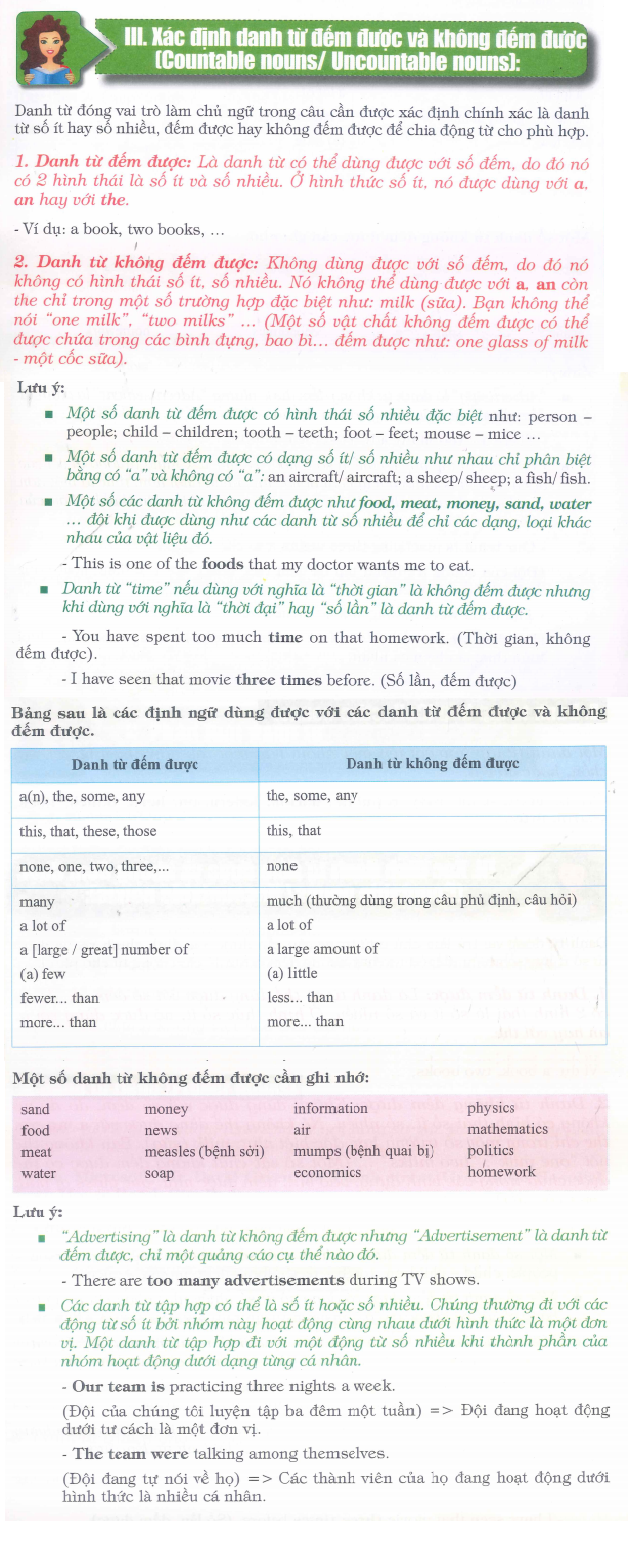 III. Xác định danh từ đếm được và không đếm được
(Countable nouns/ Uncountable nouns):
Danh từ đóng vai trò làm chủ ngữ trong câu cần được xác định chính xác là danh
từ số ít hay số nhiều, đếm được hay không đếm được để chia động từ cho phù hợp.
1. Danh từ đếm được: Là danh từ có thể dùng được với số đếm, do đó nó
có 2 hình thái là số ít và số nhiều. Ở hình thức số ít, nó được dùng với a,
an hay với the.
- Ví dụ: a book, two books, ...
2. Danh từ không đếm được: Không dùng được với số đếm, do đó nó
không có hình thái số ít, số nhiều. Nó không thể dùng được với a, an còn
the chỉ trong một số trường hợp đặc biệt như: milk (sữa). Bạn không thể
nói "one milk", "two milks" ... (Một số vật chất không đếm được có thể
được chứa trong các bình đựng, bao bì... đếm được như: one glass of milk
- một cốc sữa).
Lưu ý:
■ Một số danh từ đếm được có hình thái số nhiều đặc biệt như: person –
people; child – children; tooth – teeth; foot – feet; mouse – mice ...
■ Một số danh từ đếm được có dạng số ít/ số nhiều như nhau chỉ phân biệt
bằng có "a" và không có "a": an aircraft/ aircraft; a sheep/ sheep; a fish/ fish.
■ Một số các danh từ không đếm được như food, meat, money, sand, water
... đôi khi được dùng như các danh từ số nhiều để chỉ các dạng, loại khác
nhau của vật liệu đó.
- This is one of the foods that my doctor wants me to eat.
■ Danh từ "time" nếu dùng với nghĩa là "thời gian" là không đếm được nhưng
khi dùng với nghĩa là "thời đại" hay "số lần" là danh từ đếm được.
- You have spent too much time on that homework. (Thời gian, không
đếm được).
- I have seen that movie three times before. (Số lần, đếm được)
Bảng sau là các định ngữ dùng được với các danh từ đếm được và không
đếm được.
Danh từ đếm được Danh từ không đếm được
a(n), the, some, any the, some, any
this, that, these, those this, that
none, one, two, three,... none
many much (thường dùng trong câu phủ định, câu hỏi)
a lot of a lot of
a [large / great] number of a large amount of
(a) few (a) little
fewer... than less... than
more... than more... than
Một số danh từ không đếm được cần ghi nhớ:
sand money information physics
food news air mathematics
meat measles (bệnh sởi) mumps (bệnh quai bị) politics
water soap economics homework
Lưu ý:
■ "Advertising" là danh từ không đếm được nhưng "Advertisement" là danh từ
đếm được, chỉ một quảng cáo cụ thể nào đó.
- There are too many advertisements during TV shows.
■ Các danh từ tập hợp có thể là số ít hoặc số nhiều. Chúng thường đi với các
động từ số ít bởi nhóm này hoạt động cùng nhau dưới hình thức là một đơn
vị. Một danh từ tập hợp đi với một động từ số nhiều khi thành phần của
nhóm hoạt động dưới dạng từng cá nhân.
- Our team is practicing three nights a week.
(Đội của chúng tôi luyện tập ba đêm một tuần) => Đội đang hoạt động
dưới tư cách là một đơn vị.
- The team were talking among themselves.
(Đội đang tự nói về họ) => Các thành viên của họ đang hoạt động dưới
hình thức là nhiều cá nhân.